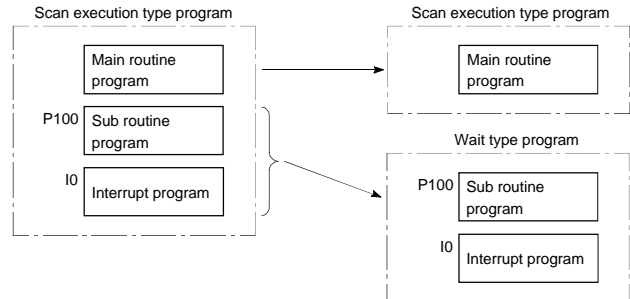 Scan execution type program
Main routine
program
P100
Sub routine
program
I0
Interrupt program
Scan execution type program
Main routine
program
Wait type program
P100
Sub routine
program
I0
Interrupt program